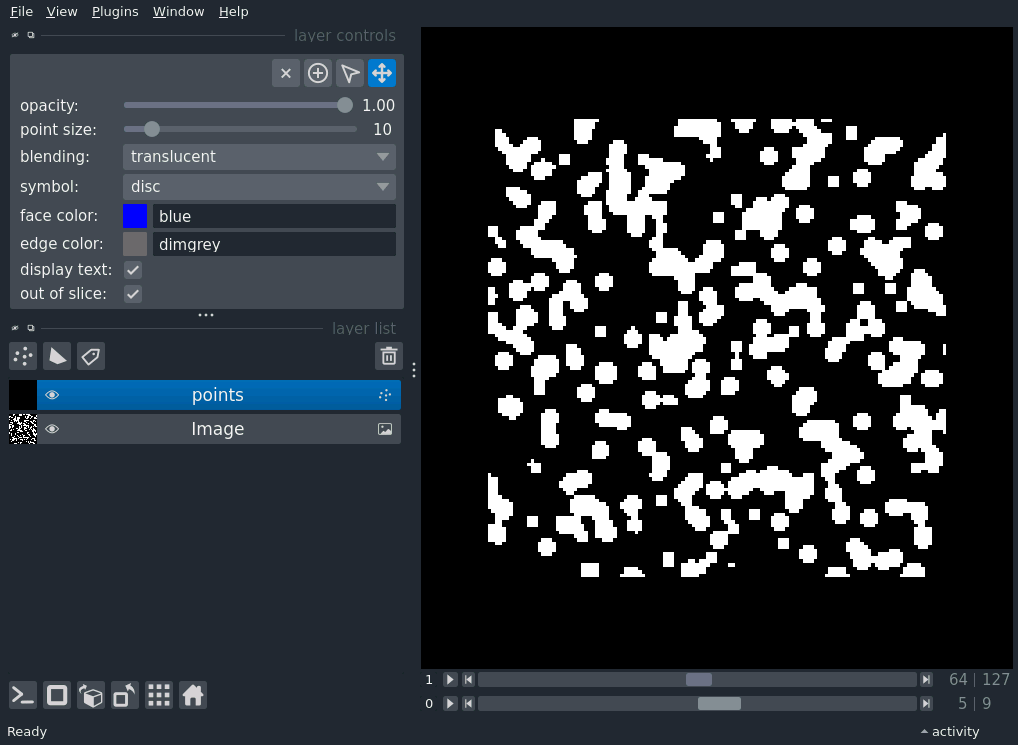 File View Plugins Window Help
layer controls
opacity: 1.00
point size: 10
blending: translucent
symbol: disc
face color: blue
edge color: dimgrey
display text:
out of slice:
layer list
points
Image
1 64 | 127
0 5 | 9
Ready activity